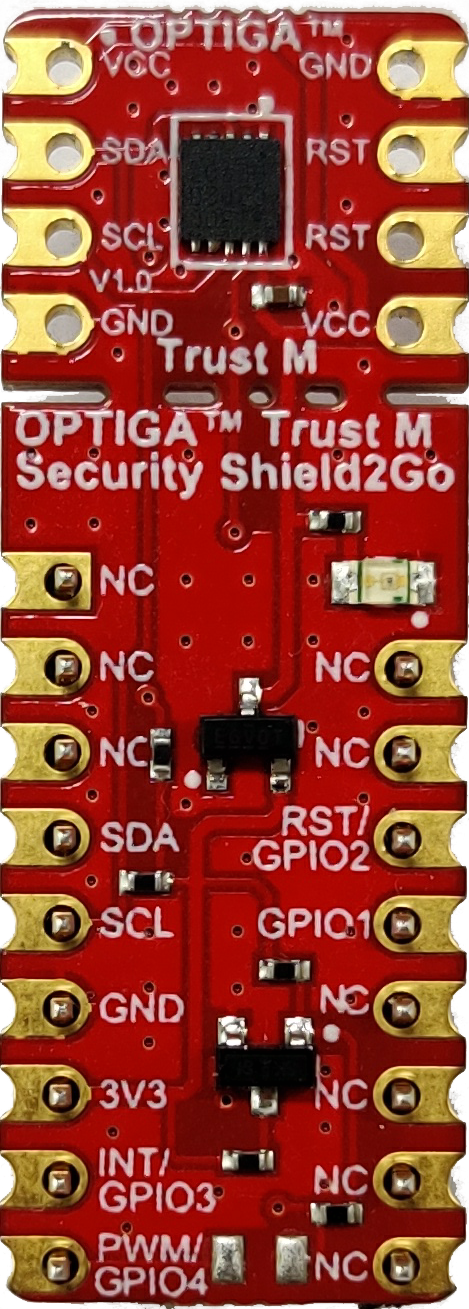 OPTIGA™
VCC GND
SDA RST
SCL RST
V1.0
GND VCC
Trust M
OPTIGA™ Trust M
Security Shield2Go
NC
NC NC
NC NC
SDA RST/
GPIO2
SCL GPIO1
GND NC
3V3 NC
INT/
GPIO3 NC
PWM/
GPIO4 NC